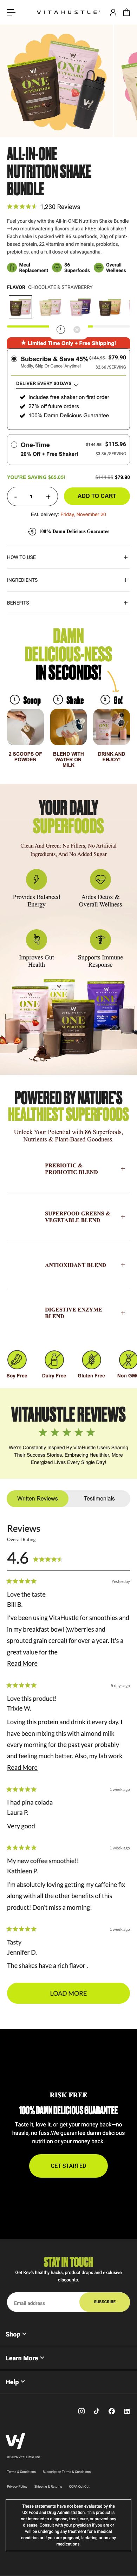 VITAHUSTLE
ALL-IN-ONE
NUTRITION SHAKE
BUNDLE
1,230 Reviews
Fuel your day with the All-In-ONE Nutrition Shake Bundle
—two mouthwatering flavors plus a FREE blender! This
shake is packed with 86 superfoods, 20g of plant-
based protein, 22 vitamins and minerals, probiotics,
prebiotics, and a full dose of ashwagandha.
Meal
Replacement
86
Superfoods
Overall
Wellness
FLAVOR CHOCOLATE & STRAWBERRY
★ Limited Time Only + Free Shipping!
Subscribe & Save 45%
$144.95 $79.90
Modify, Skip Or Cancel Anytime!
$2.66 /SERVING
DELIVER EVERY 30 DAYS
Includes free shaker on first order
27% off future orders
100% Damn Delicious Guarantee
One-Time
$144.95 $115.96
20% Off + Free Shaker!
$3.86 /SERVING
YOU'RE SAVING $65.05!
$144.95 $79.90
- 1 +
ADD TO CART
Est. delivery: Friday, November 20
100% Damn Delicious Guarantee
HOW TO USE +
INGREDIENTS +
BENEFITS +
DAMN
DELICIOUS-NESS
IN SECONDS!
1 Scoop
2 Shake
3 Go!
2 SCOOPS OF
POWDER
BLEND WITH
WATER OR
MILK
DRINK AND
ENJOY!
YOUR DAILY
SUPERFOODS
Clean And Green: No Fillers, No Artificial
Ingredients, And No Added Sugar
Provides Balanced
Energy
Aides Detox &
Overall Wellness
Improves Gut
Health
Supports Immune
Response
ONE
ONE
ONE
ONE
POWERED BY NATURE'S
HEALTHIEST SUPERFOODS
Unlock Your Potential with 86 Superfoods,
Nutrients & Plant-Based Goodness.
PREBIOTIC &
PROBIOTIC BLEND +
SUPERFOOD GREENS &
VEGETABLE BLEND +
ANTIOXIDANT BLEND +
DIGESTIVE ENZYME
BLEND +
Soy Free
Dairy Free
Gluten Free
Non GM
VITAHUSTLE REVIEWS
We're Constantly Inspired By VitaHustle Users Sharing
Their Success Stories, Embracing Healthier, More
Energized Lives Every Single Day!
Written Reviews
Testimonials
Reviews
Overall Rating
4.6
Yesterday
Love the taste
Bill B.
I've been using VitaHustle for smoothies and
in my breakfast bowl (w/berries and
sprouted grain cereal) for over a year. It's a
great value for the
Read More
5 days ago
Love this product!
Trixie W.
Loving this protein and drink it every day. I
have been mixing this with almond milk
every morning for the past year probably
and feeling much better. Also, my lab work
Read More
1 week ago
I had pina colada
Laura P.
Very good
1 week ago
My new coffee smoothie!!
Kathleen P.
I'm absolutely loving getting my caffeine fix
along with all the other benefits of this
product! Don't miss a morning!
1 week ago
Tasty
Jennifer D.
The shakes have a rich flavor .
LOAD MORE
RISK FREE
100% DAMN DELICIOUS GUARANTEE
Taste it, love it, or get your money back—no
hassle, no fuss.We guarantee damn delicious
nutrition or your money back.
GET STARTED
STAY IN TOUCH
Get Kev's healthy hacks, product drops and exclusive
discounts.
Email address
SUBSCRIBE
Shop
Learn More
Help
© 2026 VitaHustle, Inc
Terms & Conditions Subscription Terms & Conditions
Privacy Policy Shipping & Returns CCPA Opt-Out
These statements have not been evaluated by the
US Food and Drug Administration. This product is
not intended to diagnose, treat, cure, or prevent any
disease. Consult with your physician if you are or
will be undergoing any treatment for a medical
condition or if you are pregnant, lactating or on any
medications.